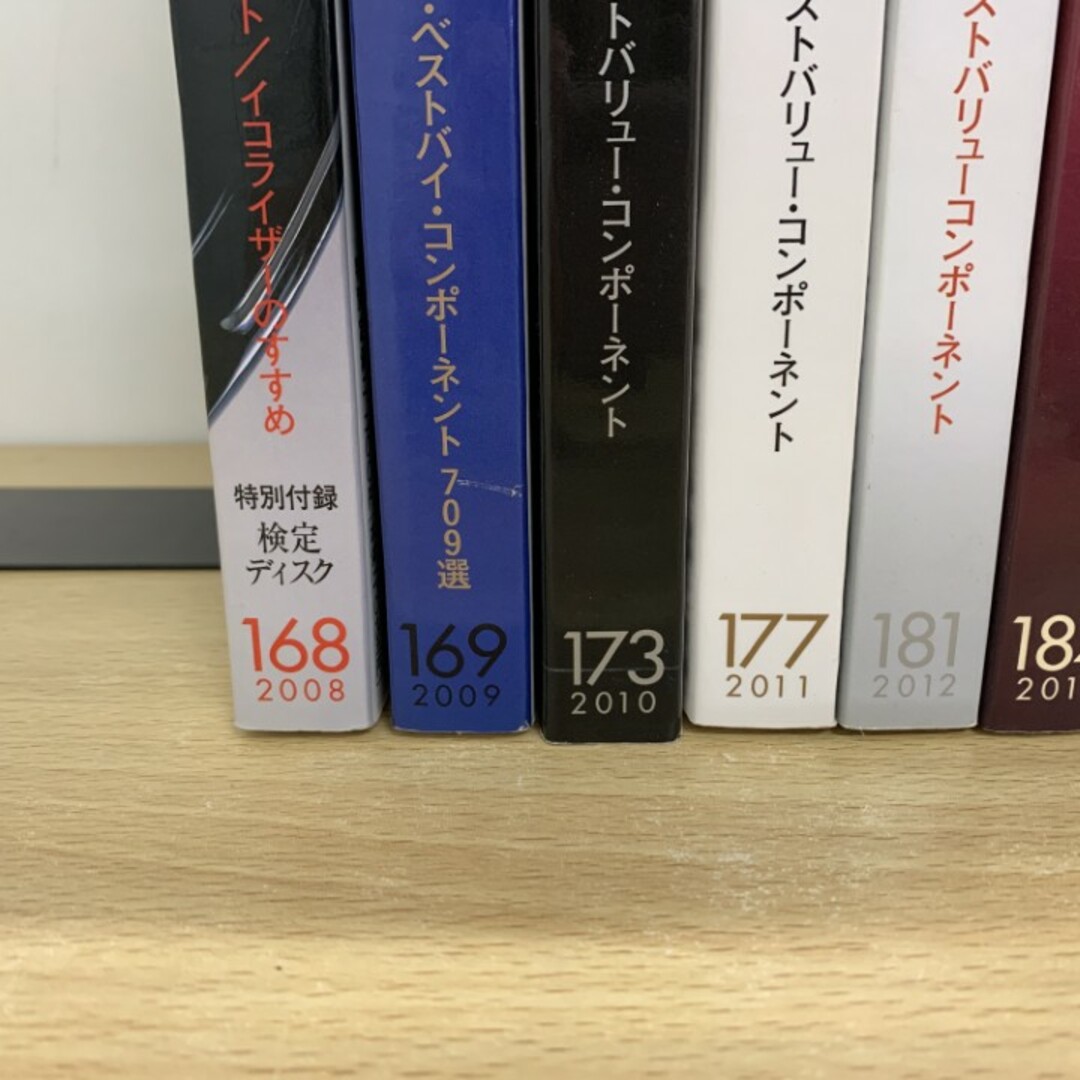 ト/イコライザーのすすめ
特別付録
検定
ディスク
168
2008
・ベストバイ・コンポーネント709選
169
2009
トバリュー・コンポーネント
173
2010
ストバリュー・コンポーネント
177
2011
ストバリューコンポーネント
181
2012